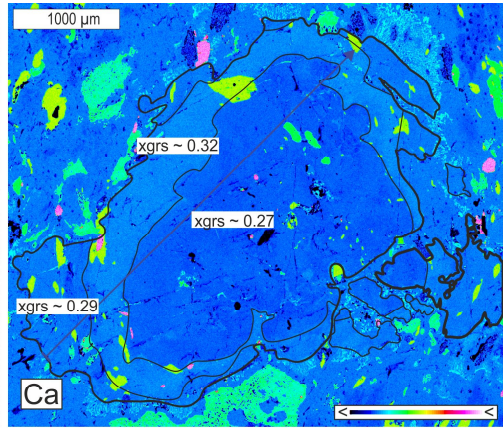 1000 µm
xgrs ~ 0.32
xgrs ~ 0.27
xgrs ~ 0.29
Ca
< <